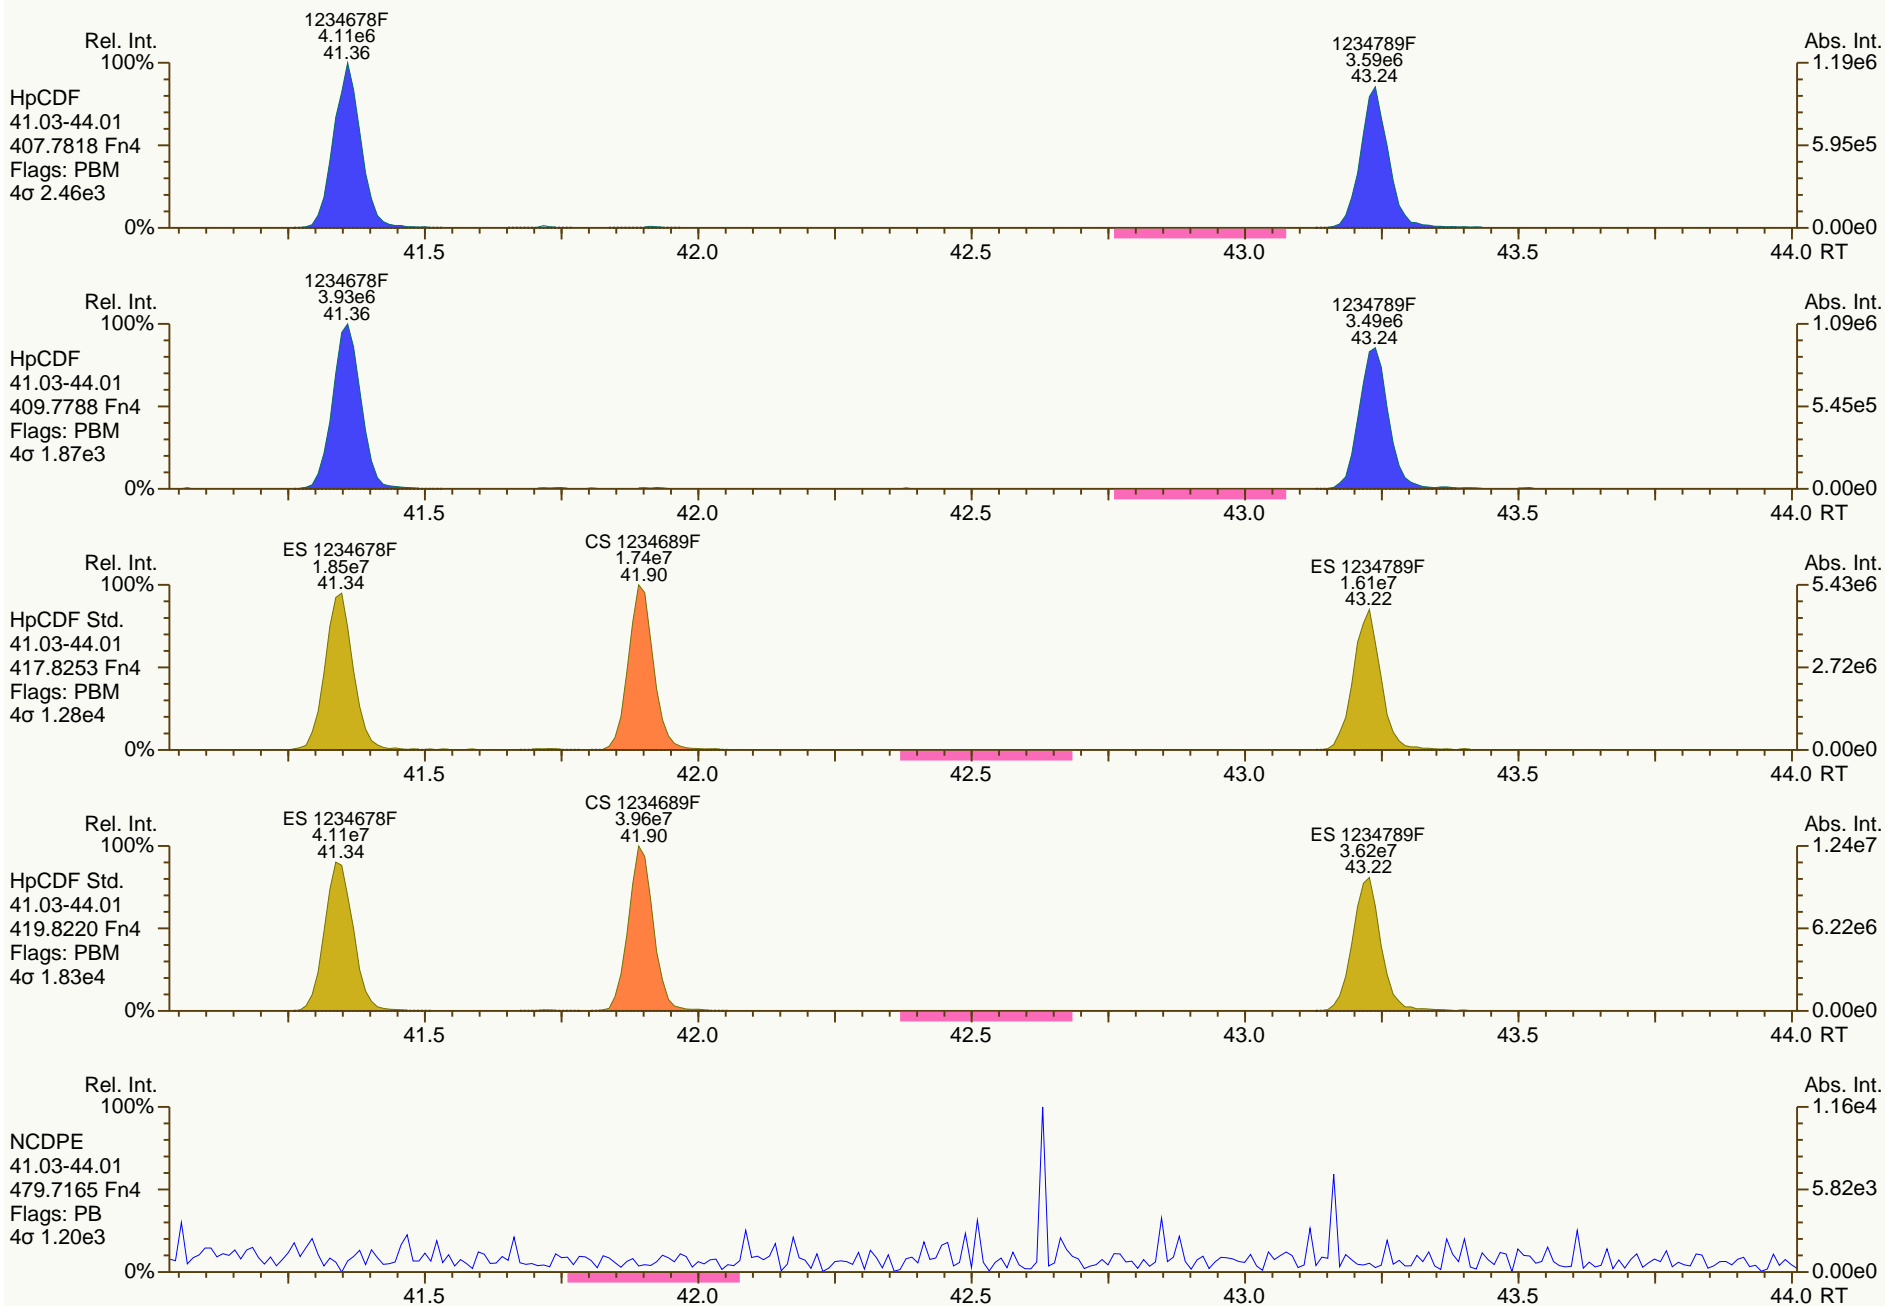 1234678F
4.11e6
41.36
1234789F
3.59e6
43.24
Rel. Int.
Abs. Int.
100%
1.19e6
HpCDF
41.03-44.01
407.7818 Fn4
Flags: PBM
4σ 2.46e3
5.95e5
0%
0.00e0
41.5 42.0 42.5 43.0 43.5 44.0 RT
1234678F
3.93e6
41.36
1234789F
3.49e6
43.24
Rel. Int.
Abs. Int.
100%
1.09e6
HpCDF
41.03-44.01
409.7788 Fn4
Flags: PBM
4σ 1.87e3
5.45e5
0%
0.00e0
41.5 42.0 42.5 43.0 43.5 44.0 RT
ES 1234678F
1.85e7
41.34
CS 1234689F
1.74e7
41.90
ES 1234789F
1.61e7
43.22
Rel. Int.
Abs. Int.
100%
5.43e6
HpCDF Std.
41.03-44.01
417.8253 Fn4
Flags: PBM
4σ 1.28e4
2.72e6
0%
0.00e0
41.5 42.0 42.5 43.0 43.5 44.0 RT
ES 1234678F
4.11e7
41.34
CS 1234689F
3.96e7
41.90
ES 1234789F
3.62e7
43.22
Rel. Int.
Abs. Int.
100%
1.24e7
HpCDF Std.
41.03-44.01
419.8220 Fn4
Flags: PBM
4σ 1.83e4
6.22e6
0%
0.00e0
41.5 42.0 42.5 43.0 43.5 44.0 RT
Rel. Int.
Abs. Int.
100%
1.16e4
NCDPE
41.03-44.01
479.7165 Fn4
Flags: PB
4σ 1.20e3
5.82e3
0%
0.00e0
41.5 42.0 42.5 43.0 43.5 44.0 RT